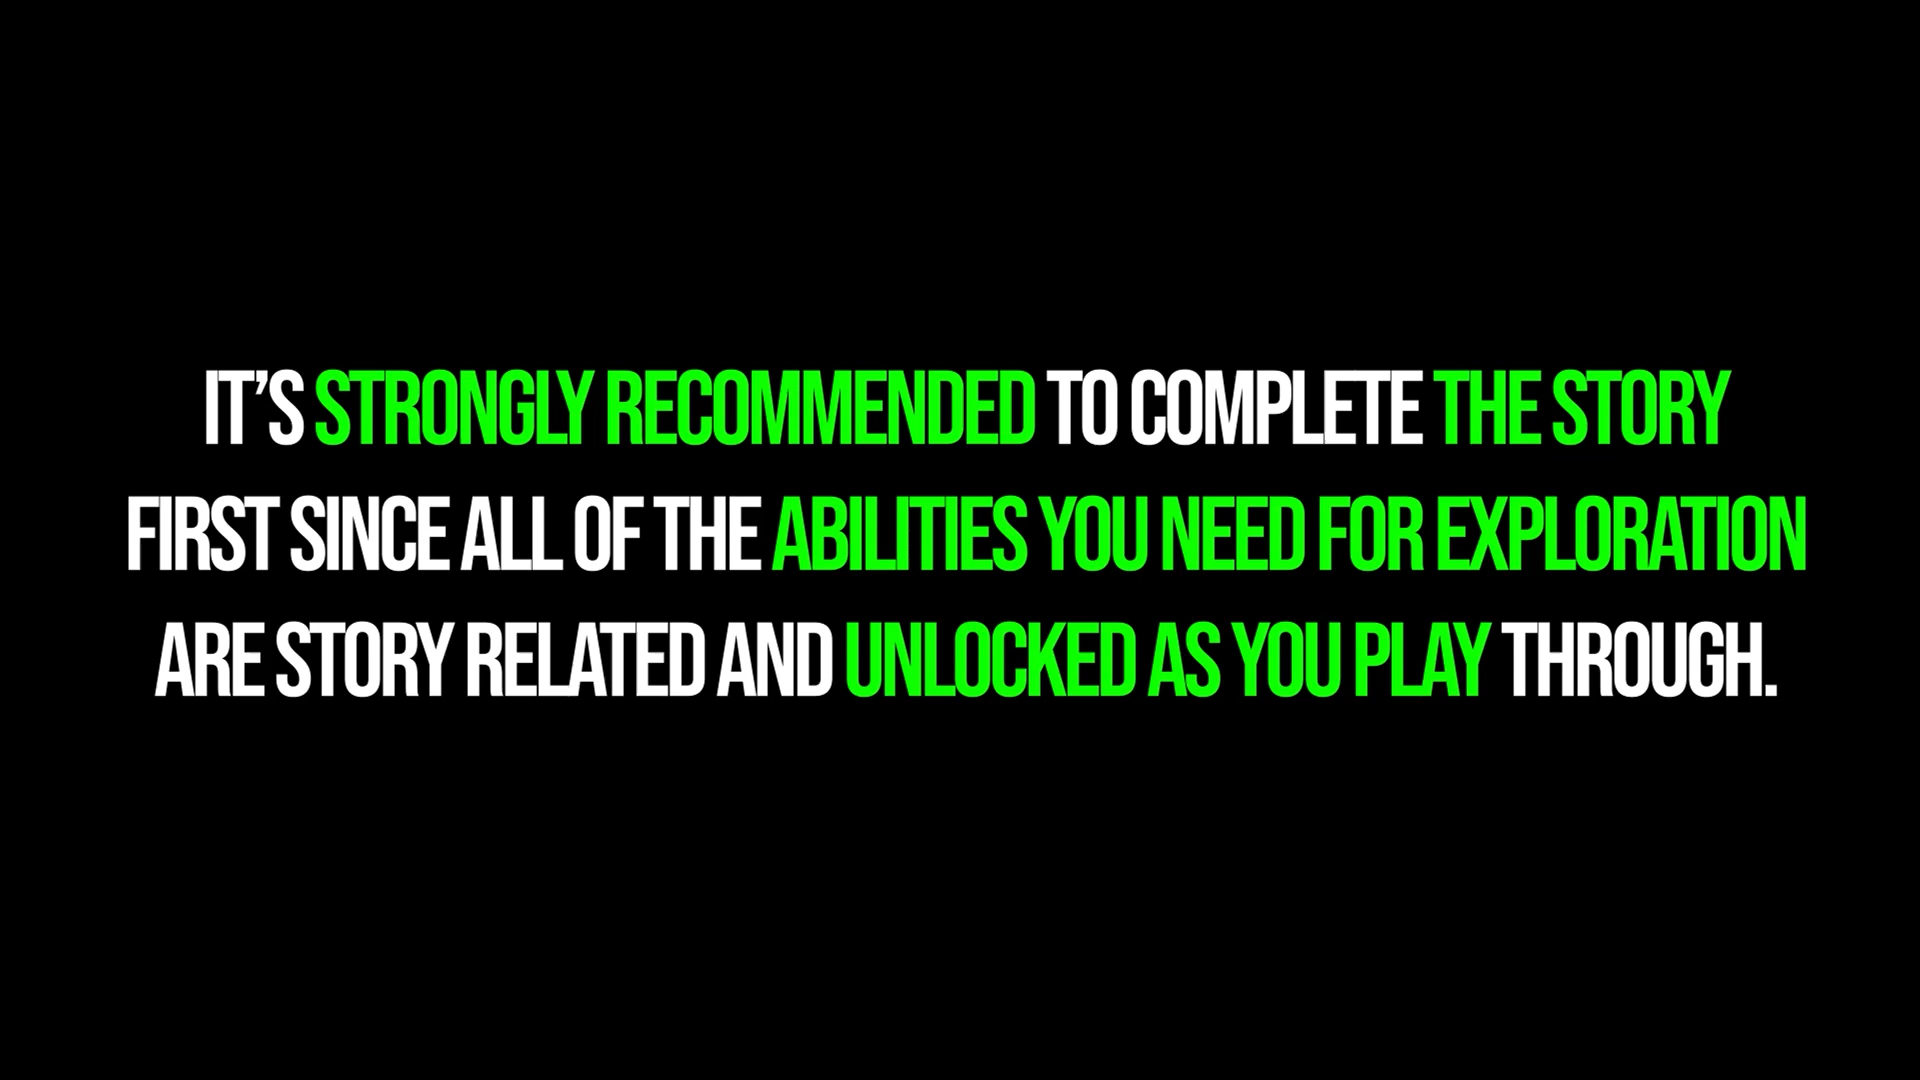 IT’S STRONGLY RECOMMENDED TO COMPLETE THE STORY
FIRST SINCE ALL OF THE ABILITIES YOU NEED FOR EXPLORATION
ARE STORY RELATED AND UNLOCKED AS YOU PLAY THROUGH.